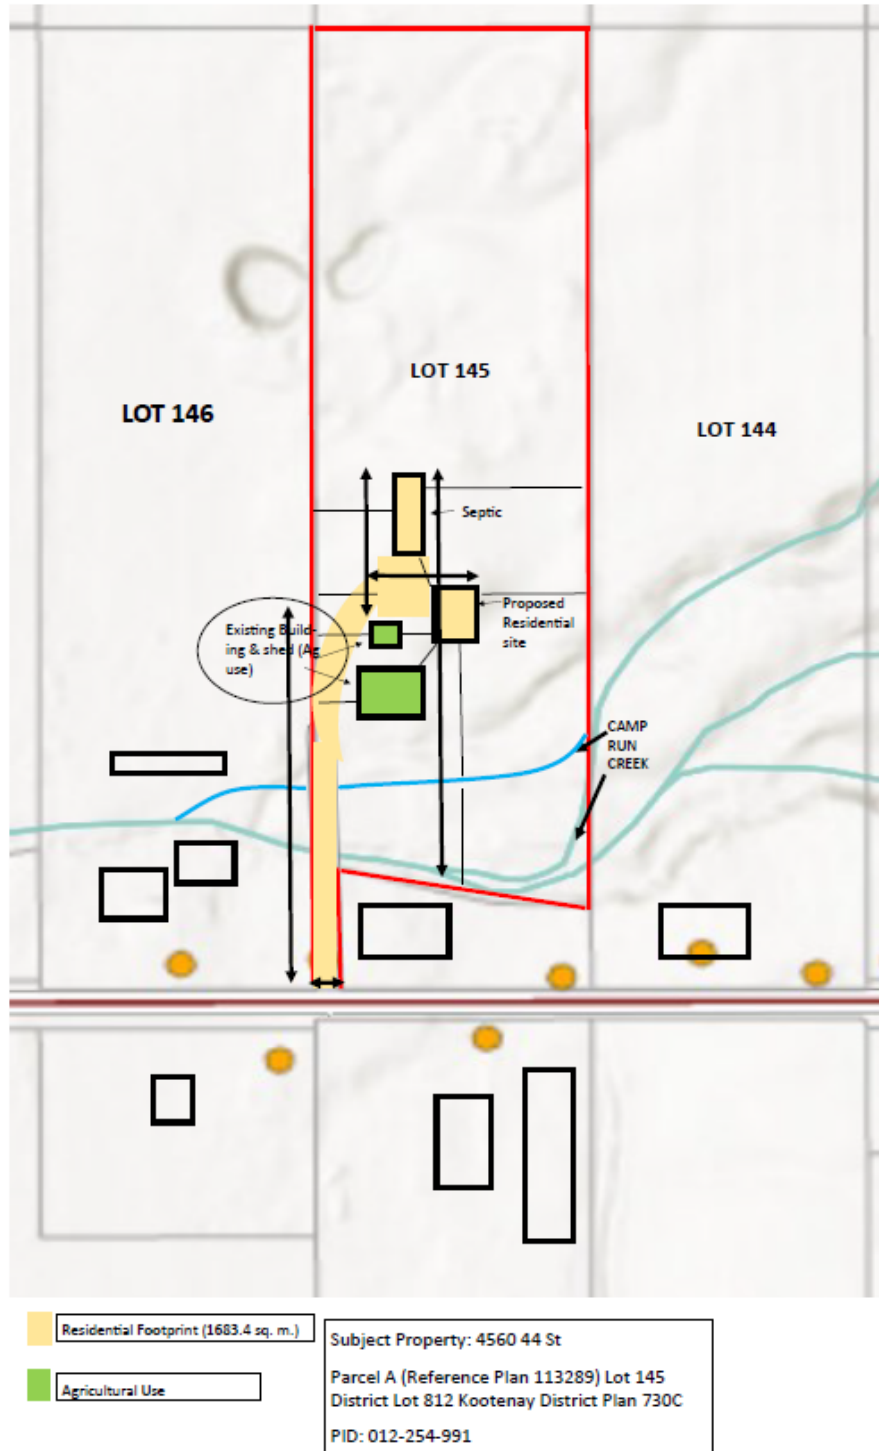 LOT 145
LOT 146
LOT 144
Septic
Proposed
Residential
site
Existing Build-
ing & shed (Ag
use)
CAMP
RUN
CREEK
Residential Footprint (1683.4 sq. m.)
Agricultural Use
Subject Property: 4560 44 St
Parcel A (Reference Plan 113289) Lot 145
District Lot 812 Kootenay District Plan 730C
PID: 012-254-991